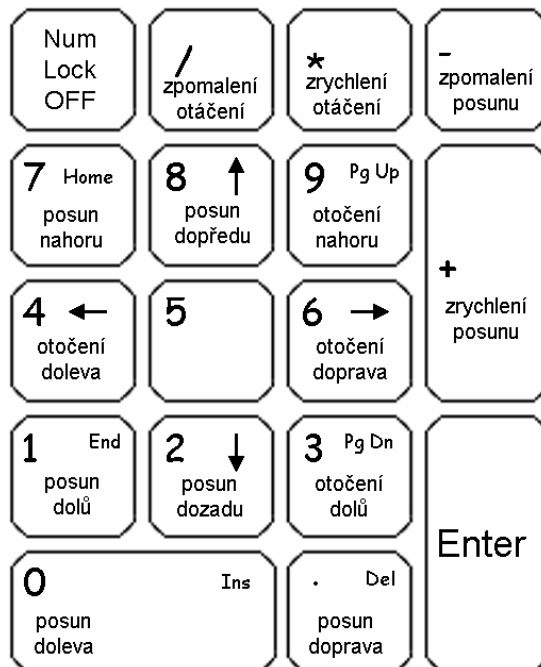 Num
Lock
OFF
/
zpomalení
otáčení
*
zrychlení
otáčení
-
zpomalení
posunu
7 Home
posun
nahoru
8 ↑
posun
dopředu
9 Pg Up
otočení
nahoru
+
zrychlení
posunu
4 ←
otočení
doleva
5
6 →
otočení
doprava
1 End
posun
dolů
2 ↓
posun
dozadu
3 Pg Dn
otočení
dolů
Enter
0 Ins
posun
doleva
. Del
posun
doprava